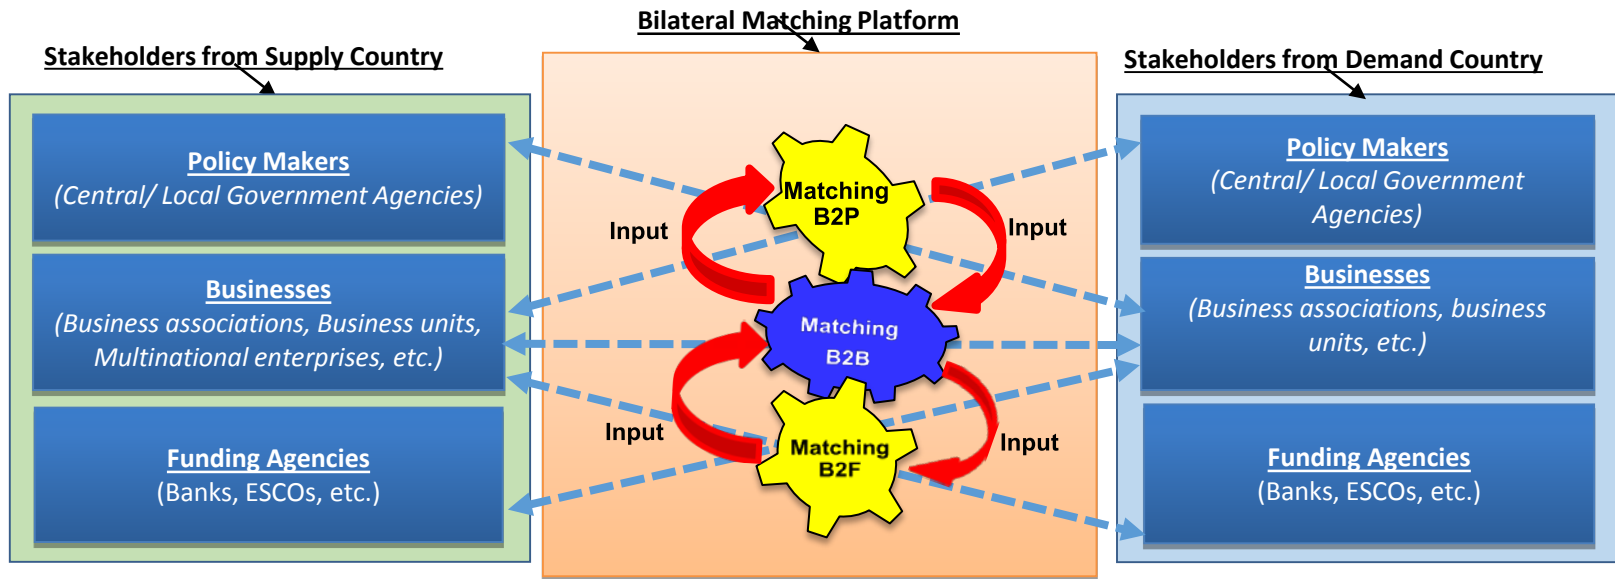 Bilateral Matching Platform
Stakeholders from Supply Country
Stakeholders from Demand Country
Policy Makers
(Central/ Local Government Agencies)
Businesses
(Business associations, Business units,
Multinational enterprises, etc.)
Funding Agencies
(Banks, ESCOs, etc.)
Matching
B2P
Input
Input
Matching
B2B
Input
Input
Matching
B2F
Policy Makers
(Central/ Local Government
Agencies)
Businesses
(Business associations, business
units, etc.)
Funding Agencies
(Banks, ESCOs, etc.)